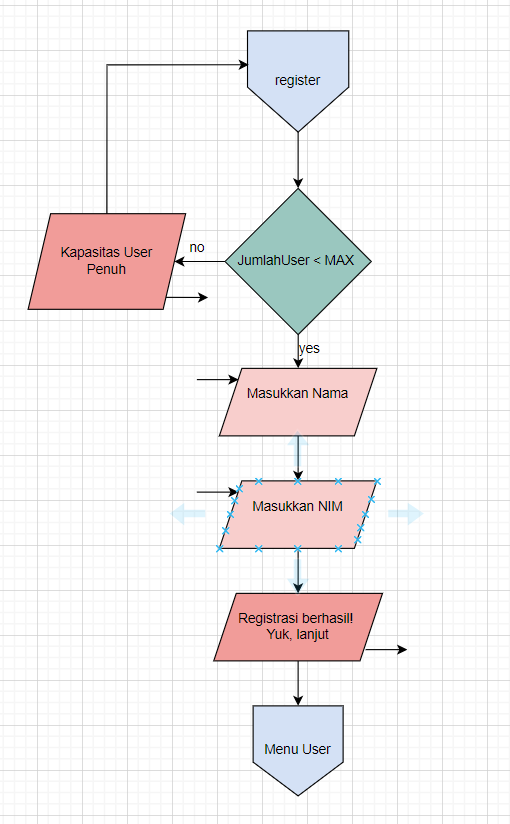 register
JumlahUser < MAX
no
Kapasitas User
Penuh
yes
Masukkan Nama
Masukkan NIM
Registrasi berhasil!
Yuk, lanjut
Menu User